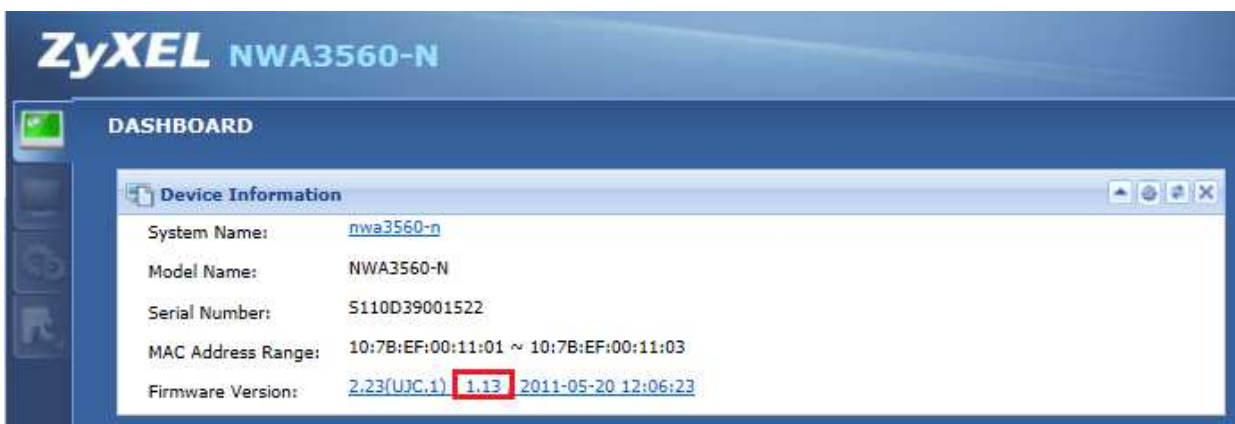 ZyXEL NWA3560-N
DASHBOARD
Device Information
System Name: nwa3560-n
Model Name: NWA3560-N
Serial Number: S110D39001522
MAC Address Range: 10:7B:EF:00:11:01 ~ 10:7B:EF:00:11:03
Firmware Version: 2.23(UJC.1) 1.13 2011-05-20 12:06:23